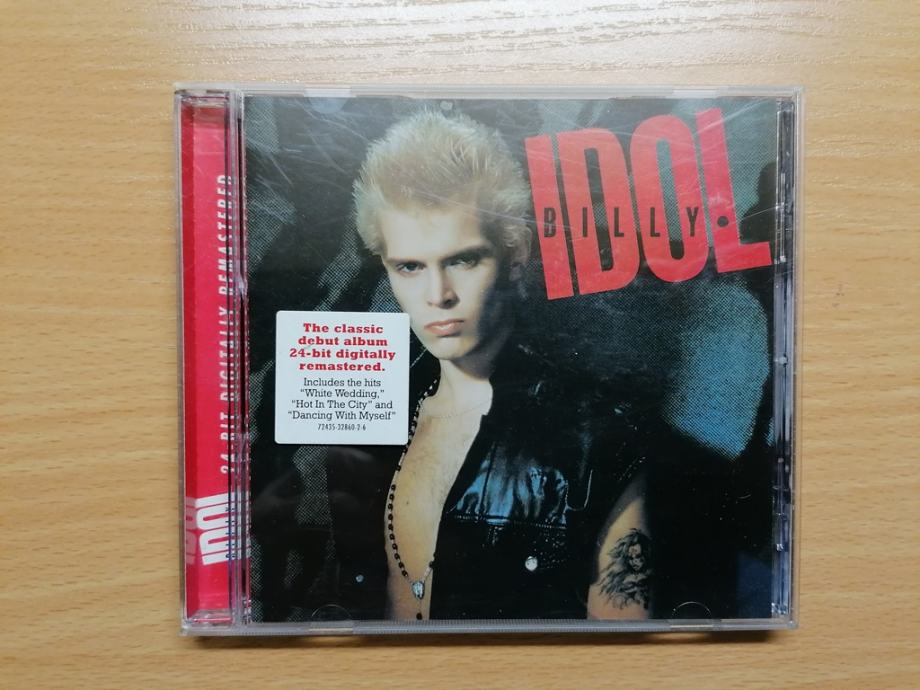 IDOL
BILLY
The classic
debut album
24-bit digitally
remastered.
Includes the hits
“White Wedding,”
“Hot In The City” and
“Dancing With Myself”
72435-32860-2-6
24-BIT DIGITALLY REMASTERED
IDOL